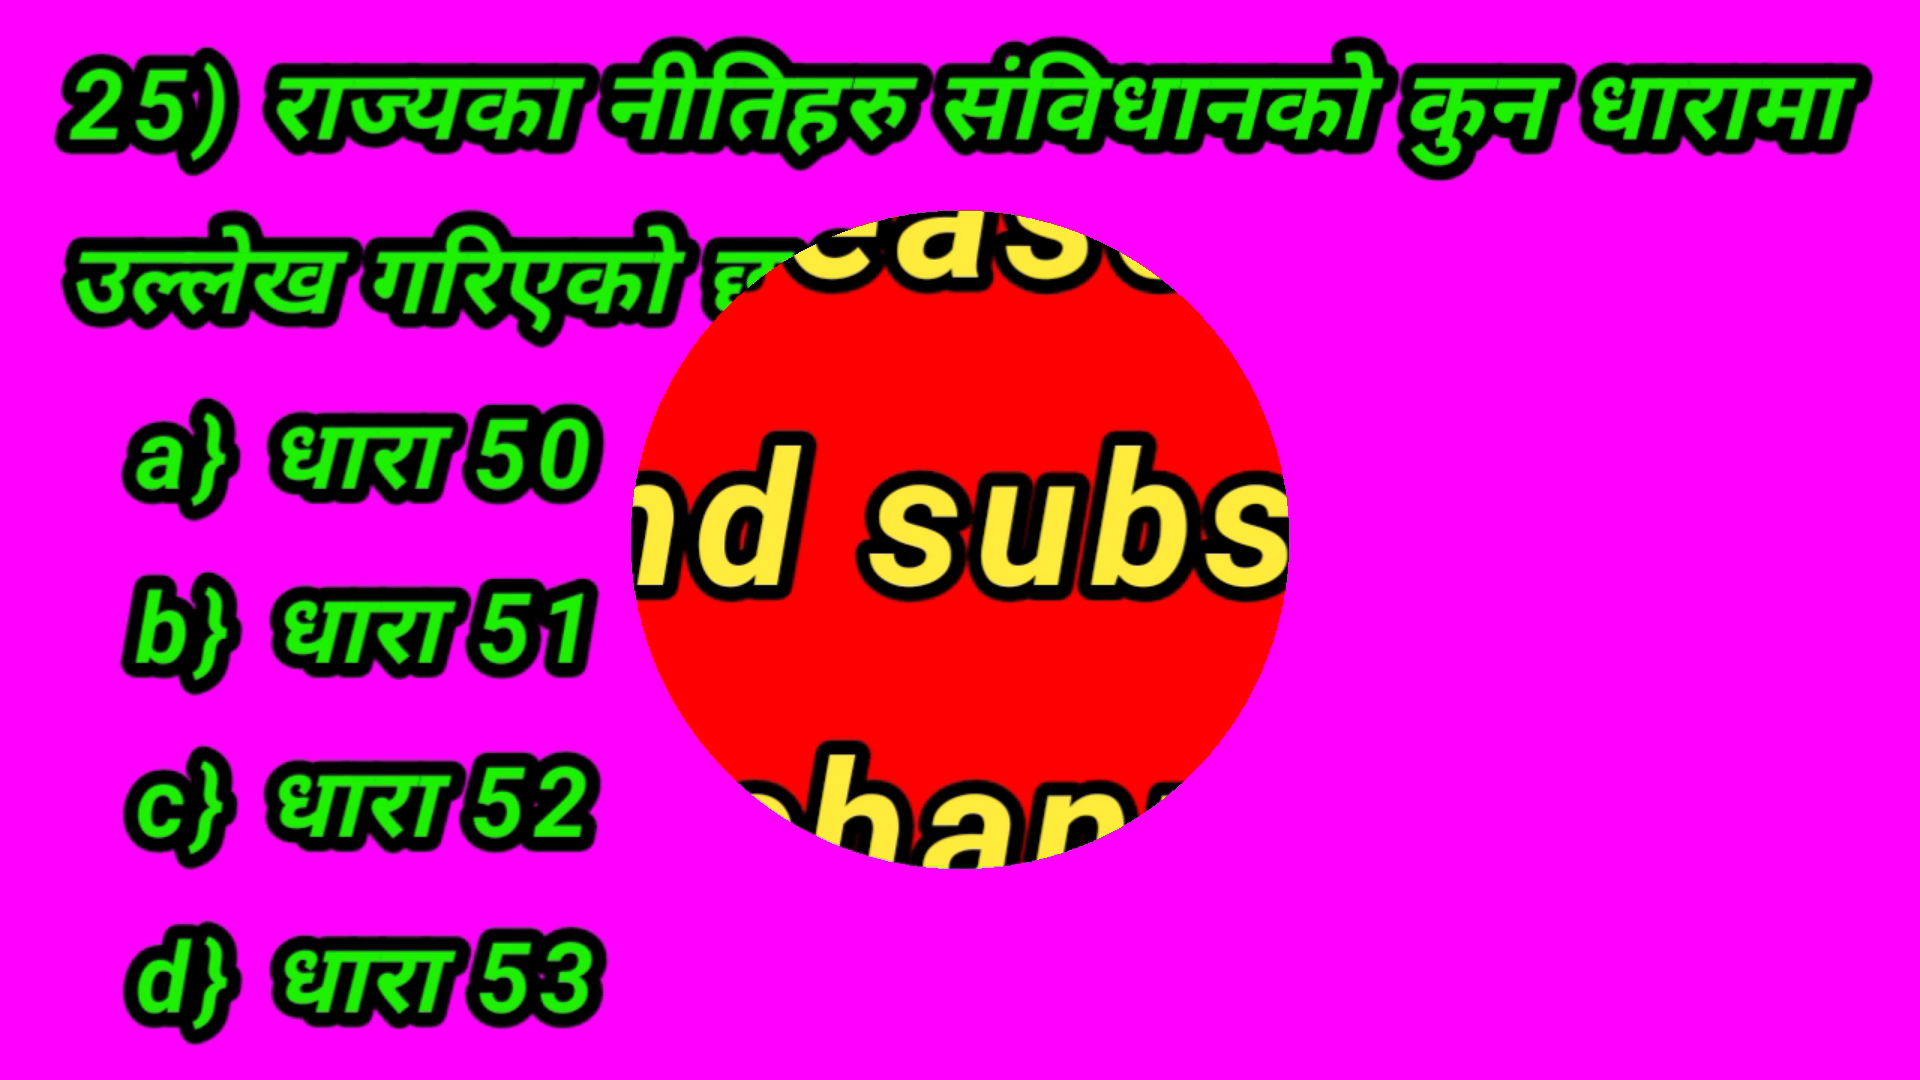 25) राज्यका नीतिहरु संविधानको कुन धारामा
उल्लेख गरिएको
a} धारा 50
nd subs
b} धारा 51
c} धारा 52
d} धारा 53